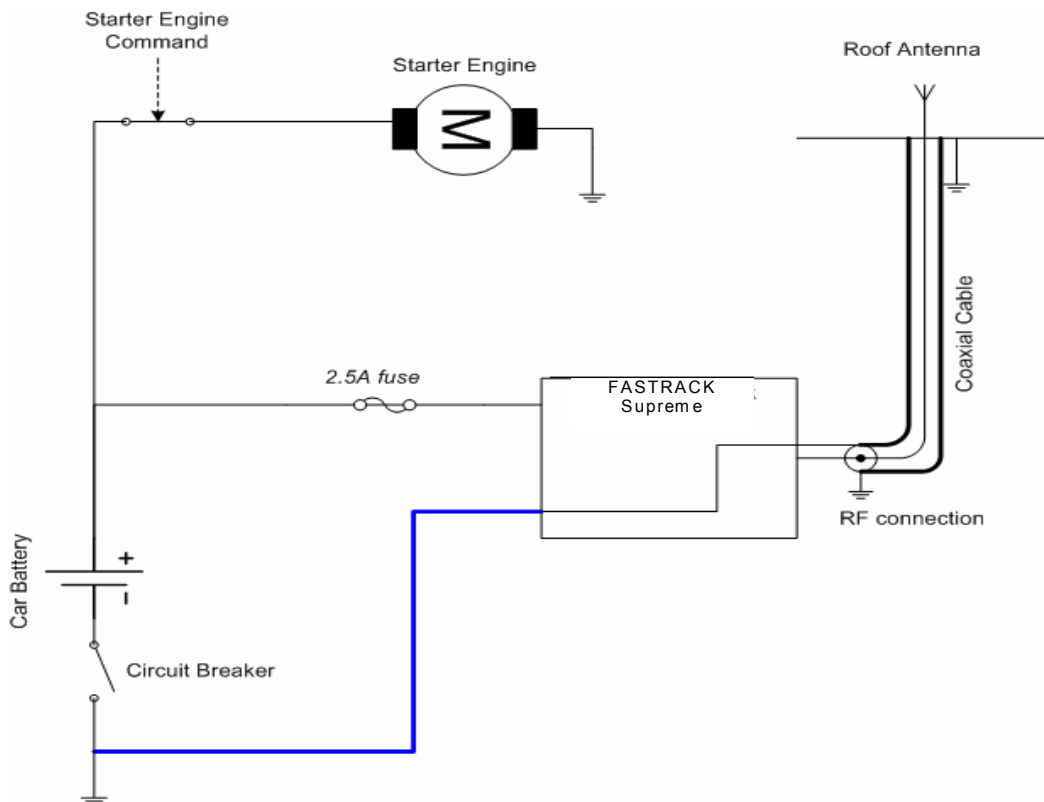 Starter Engine
Command
Starter Engine
M
Roof Antenna
Coaxial Cable
2.5A fuse
FASTRACK
Supreme
RF connection
Car Battery
+
–
Circuit Breaker